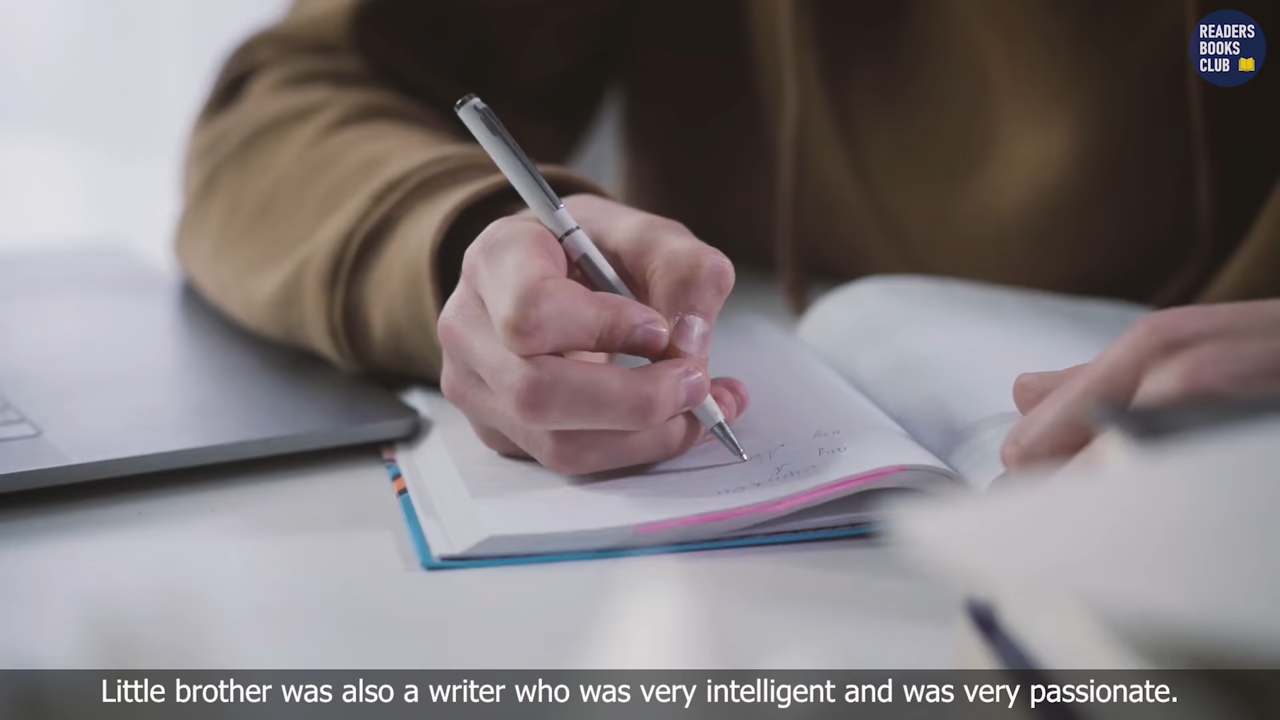 READERS
BOOKS
CLUB
Little brother was also a writer who was very intelligent and was very passionate.